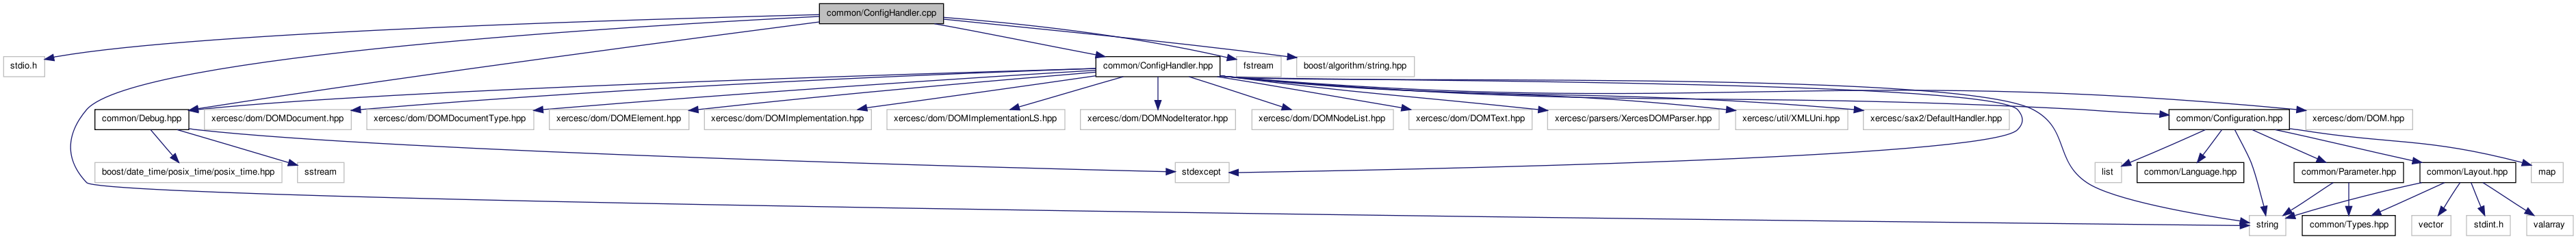 common/ConfigHandler.cpp
stdio.h
common/ConfigHandler.hpp
fstream
boost/algorithm/string.hpp
common/Debug.hpp
xercesc/dom/DOMDocument.hpp
xercesc/dom/DOMDocumentType.hpp
xercesc/dom/DOMElement.hpp
xercesc/dom/DOMImplementation.hpp
xercesc/dom/DOMImplementationLS.hpp
xercesc/dom/DOMNodeIterator.hpp
xercesc/dom/DOMNodeList.hpp
xercesc/dom/DOMText.hpp
xercesc/parsers/XercesDOMParser.hpp
xercesc/util/XMLUni.hpp
xercesc/sax2/DefaultHandler.hpp
common/Configuration.hpp
xercesc/dom/DOM.hpp
boost/date_time/posix_time/posix_time.hpp
sstream
stdexcept
list
common/Language.hpp
common/Parameter.hpp
common/Layout.hpp
map
string
common/Types.hpp
vector
stdint.h
valarray